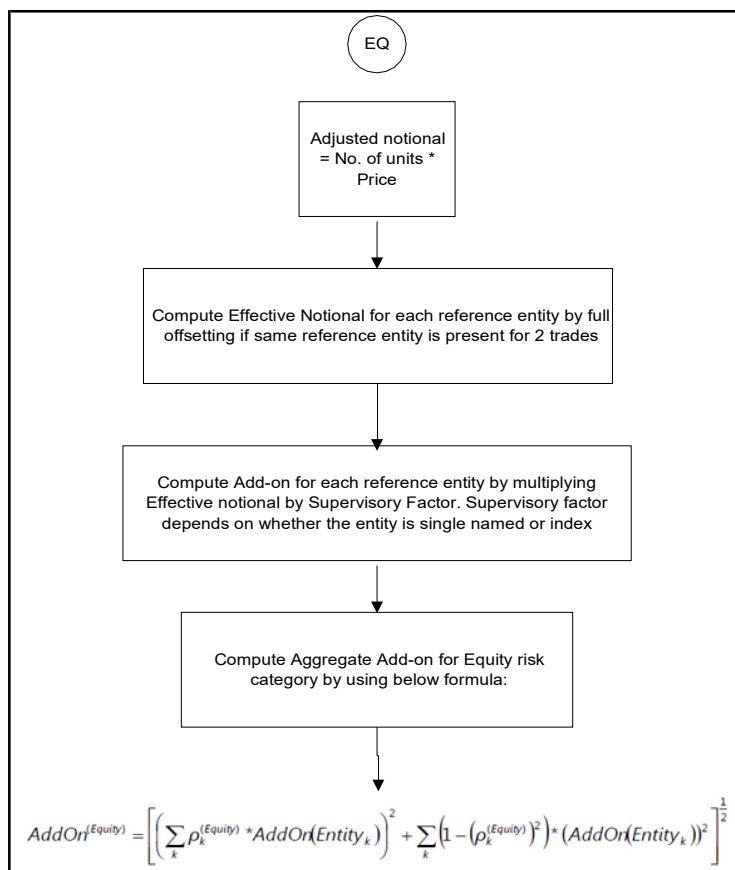 EQ
Adjusted notional
= No. of units *
Price
Compute Effective Notional for each reference entity by full
offsetting if same reference entity is present for 2 trades
Compute Add-on for each reference entity by multiplying
Effective notional by Supervisory Factor. Supervisory factor
depends on whether the entity is single named or index
Compute Aggregate Add-on for Equity risk
category by using below formula:
AddOn^(Equity) = [(∑_k ρ_k^(Equity) * AddOn(Entity_k))^2 + ∑_k (1 − (ρ_k^(Equity))^2) * (AddOn(Entity_k))^2]^(1/2)